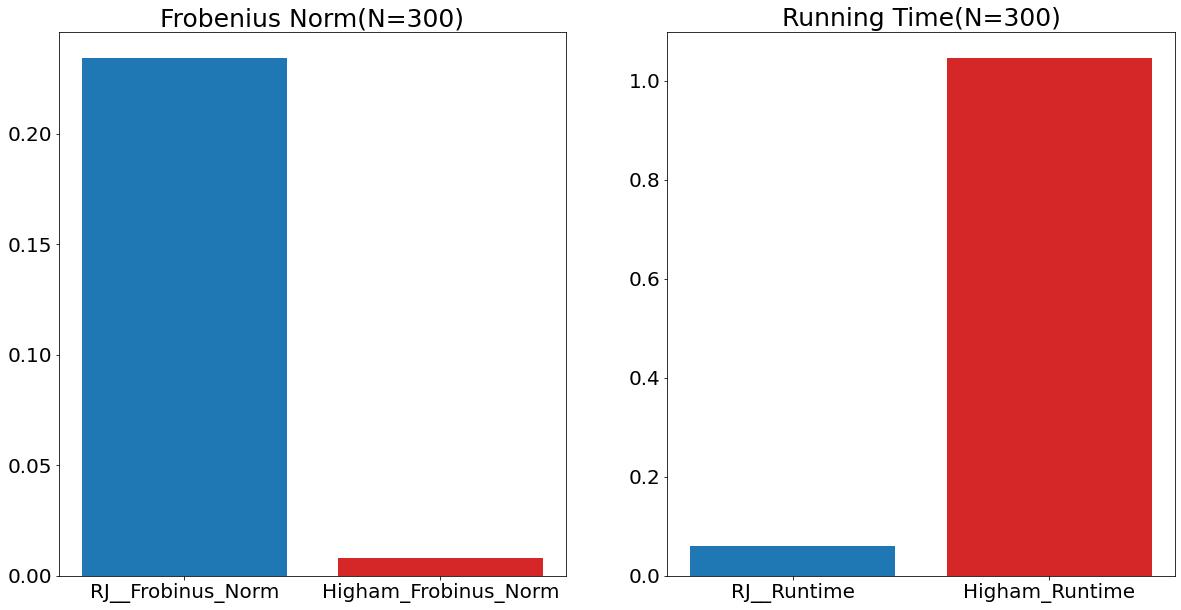 Frobenius Norm(N=300)
0.20
0.15
0.10
0.05
0.00
RJ__Frobinus_Norm
Higham_Frobinus_Norm
Running Time(N=300)
1.0
0.8
0.6
0.4
0.2
0.0
RJ__Runtime
Higham_Runtime